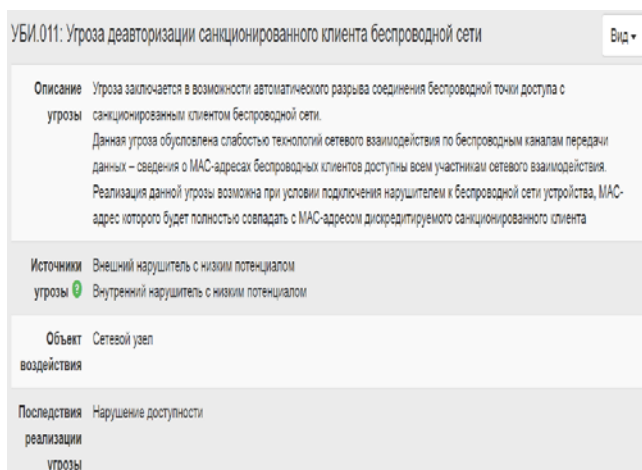 УБИ.011: Угроза деавторизации санкционированного клиента беспроводной сети
Вид
Описание угрозы
Угроза заключается в возможности автоматического разрыва соединения беспроводной точки доступа с
санкционированным клиентом беспроводной сети.
Данная угроза обусловлена слабостью технологий сетевого взаимодействия по беспроводным каналам передачи
данных – сведения о МАС-адресах беспроводных клиентов доступны всем участникам сетевого взаимодействия.
Реализация данной угрозы возможна при условии подключения нарушителем к беспроводной сети устройства, МАС-
адрес которого будет полностью совпадать с МАС-адресом дискредитируемого санкционированного клиента
Источники
угрозы ?
Внешний нарушитель с низким потенциалом
Внутренний нарушитель с низким потенциалом
Объект
воздействия
Сетевой узел
Последствия
реализации
угрозы
Нарушение доступности